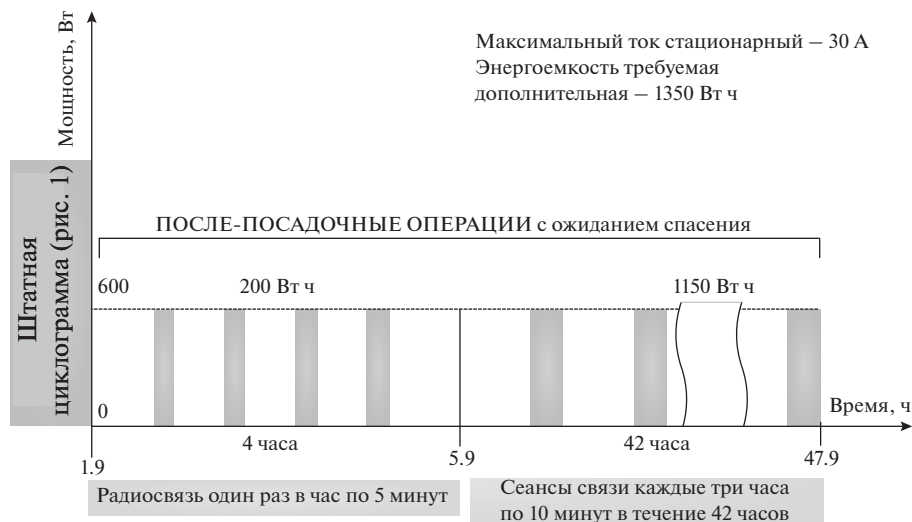 Мощность, Вт
Максимальный ток стационарный – 30 А
Энергоемкость требуемая
дополнительная – 1350 Вт ч
Штатная
циклограмма (рис. 1)
ПОСЛЕ-ПОСАДОЧНЫЕ ОПЕРАЦИИ с ожиданием спасения
600
200 Вт ч
1150 Вт ч
0
Время, ч
4 часа
42 часа
1.9
5.9
47.9
Радиосвязь один раз в час по 5 минут
Сеансы связи каждые три часа
по 10 минут в течение 42 часов